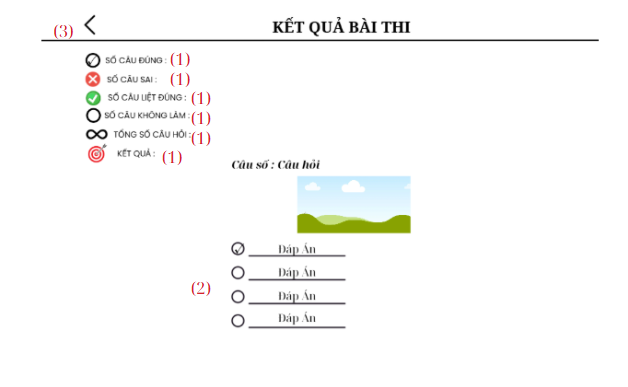 (3) KẾT QUẢ BÀI THI
SỐ CÂU ĐÚNG : (1)
SỐ CÂU SAI : (1)
SỐ CÂU LIỆT ĐÚNG : (1)
SỐ CÂU KHÔNG LÀM : (1)
TỔNG SỐ CÂU HỎI : (1)
KẾT QUẢ : (1)
Câu số : Câu hỏi
Đáp Án
Đáp Án
(2) Đáp Án
Đáp Án